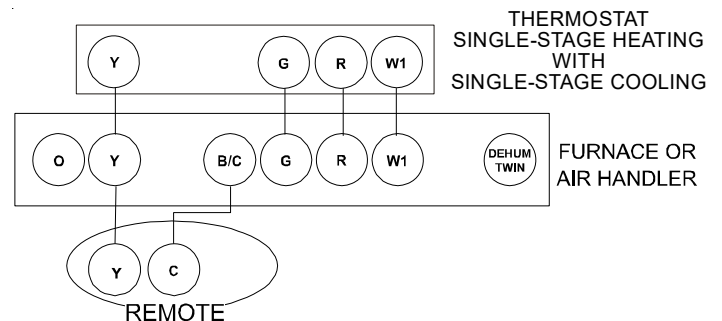 THERMOSTAT
SINGLE-STAGE HEATING
WITH
SINGLE-STAGE COOLING
Y G R W1
O Y B/C G R W1 DEHUM
TWIN
FURNACE OR
AIR HANDLER
Y C
REMOTE